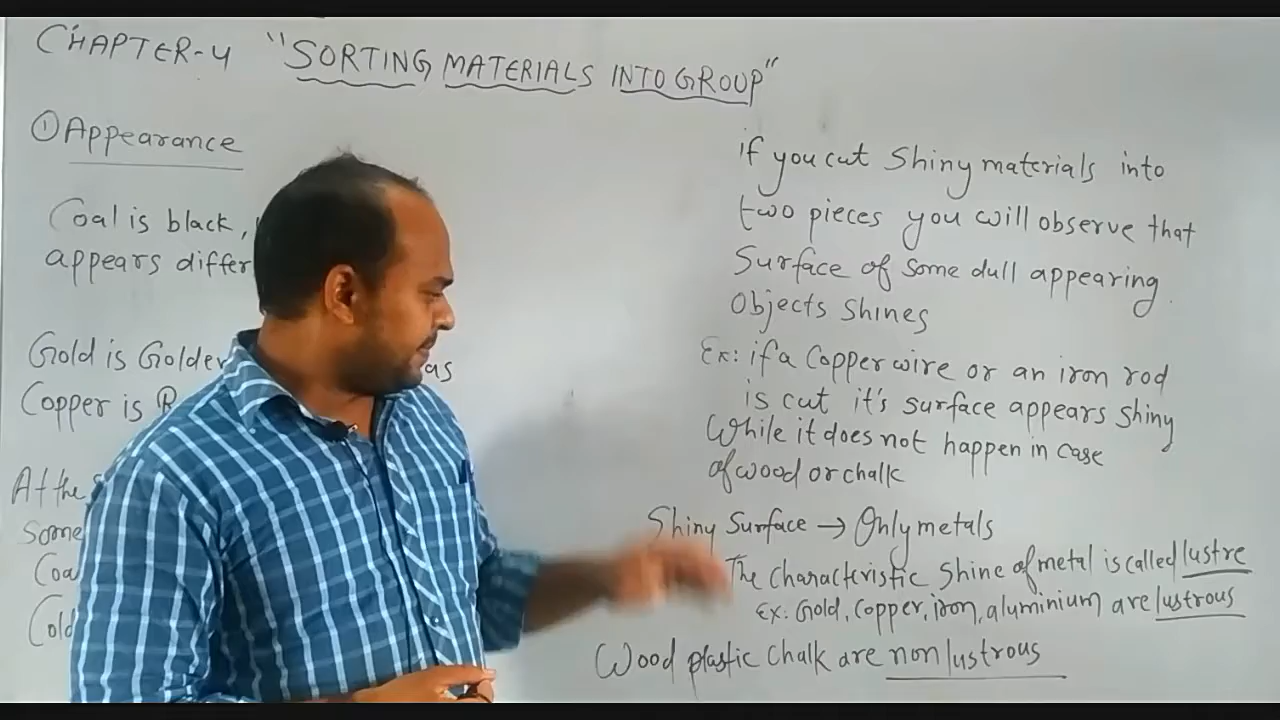 CHAPTER-4 "SORTING MATERIALS INTO GROUP"
① Appearance
Coal is black,
appears differ
Gold is Golden
as
Copper is R
At the
Some
Coa
if you cut Shiny materials into
two pieces you will observe that
Surface of some dull appearing
Objects shines
Ex: if a Copper wire or an iron rod
is cut it's surface appears shiny
While it does not happen in case
of wood or chalk
Shiny Surface → Only metals
The characteristic shine of metal is called lustre
Ex: Gold, Copper, iron, aluminium are lustrous
Wood plastic Chalk are non lustrous